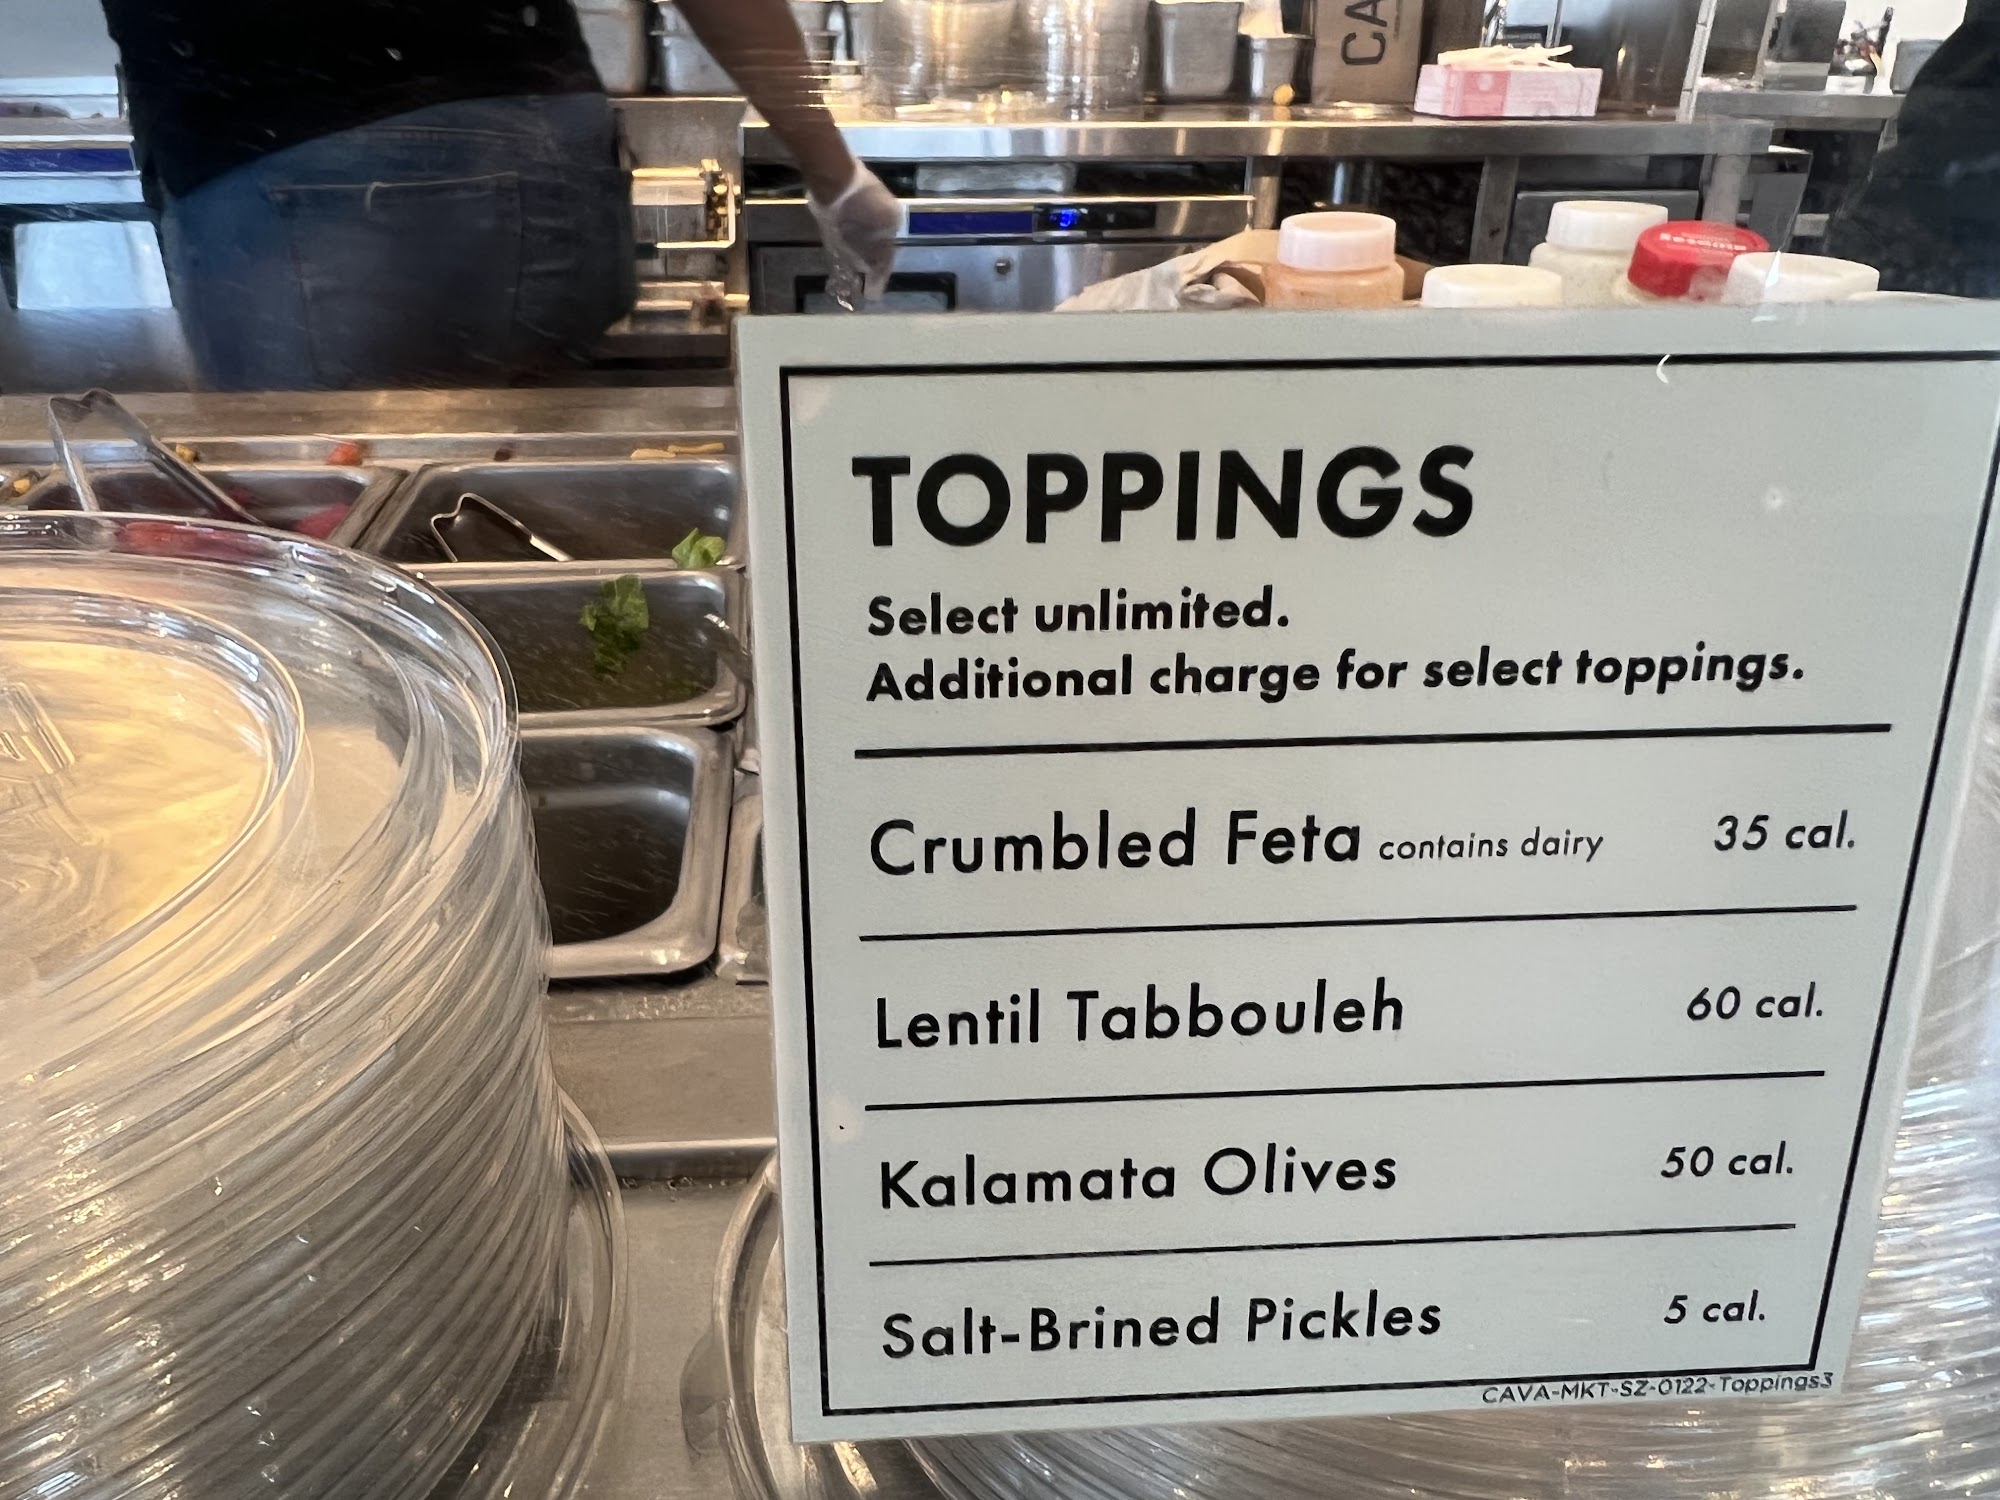 CA
TOPPINGS
Select unlimited.
Additional charge for select toppings.
Crumbled Feta contains dairy 35 cal.
Lentil Tabbouleh 60 cal.
Kalamata Olives 50 cal.
Salt-Brined Pickles 5 cal.
CAVA-MKT-SZ-0122-Toppings3